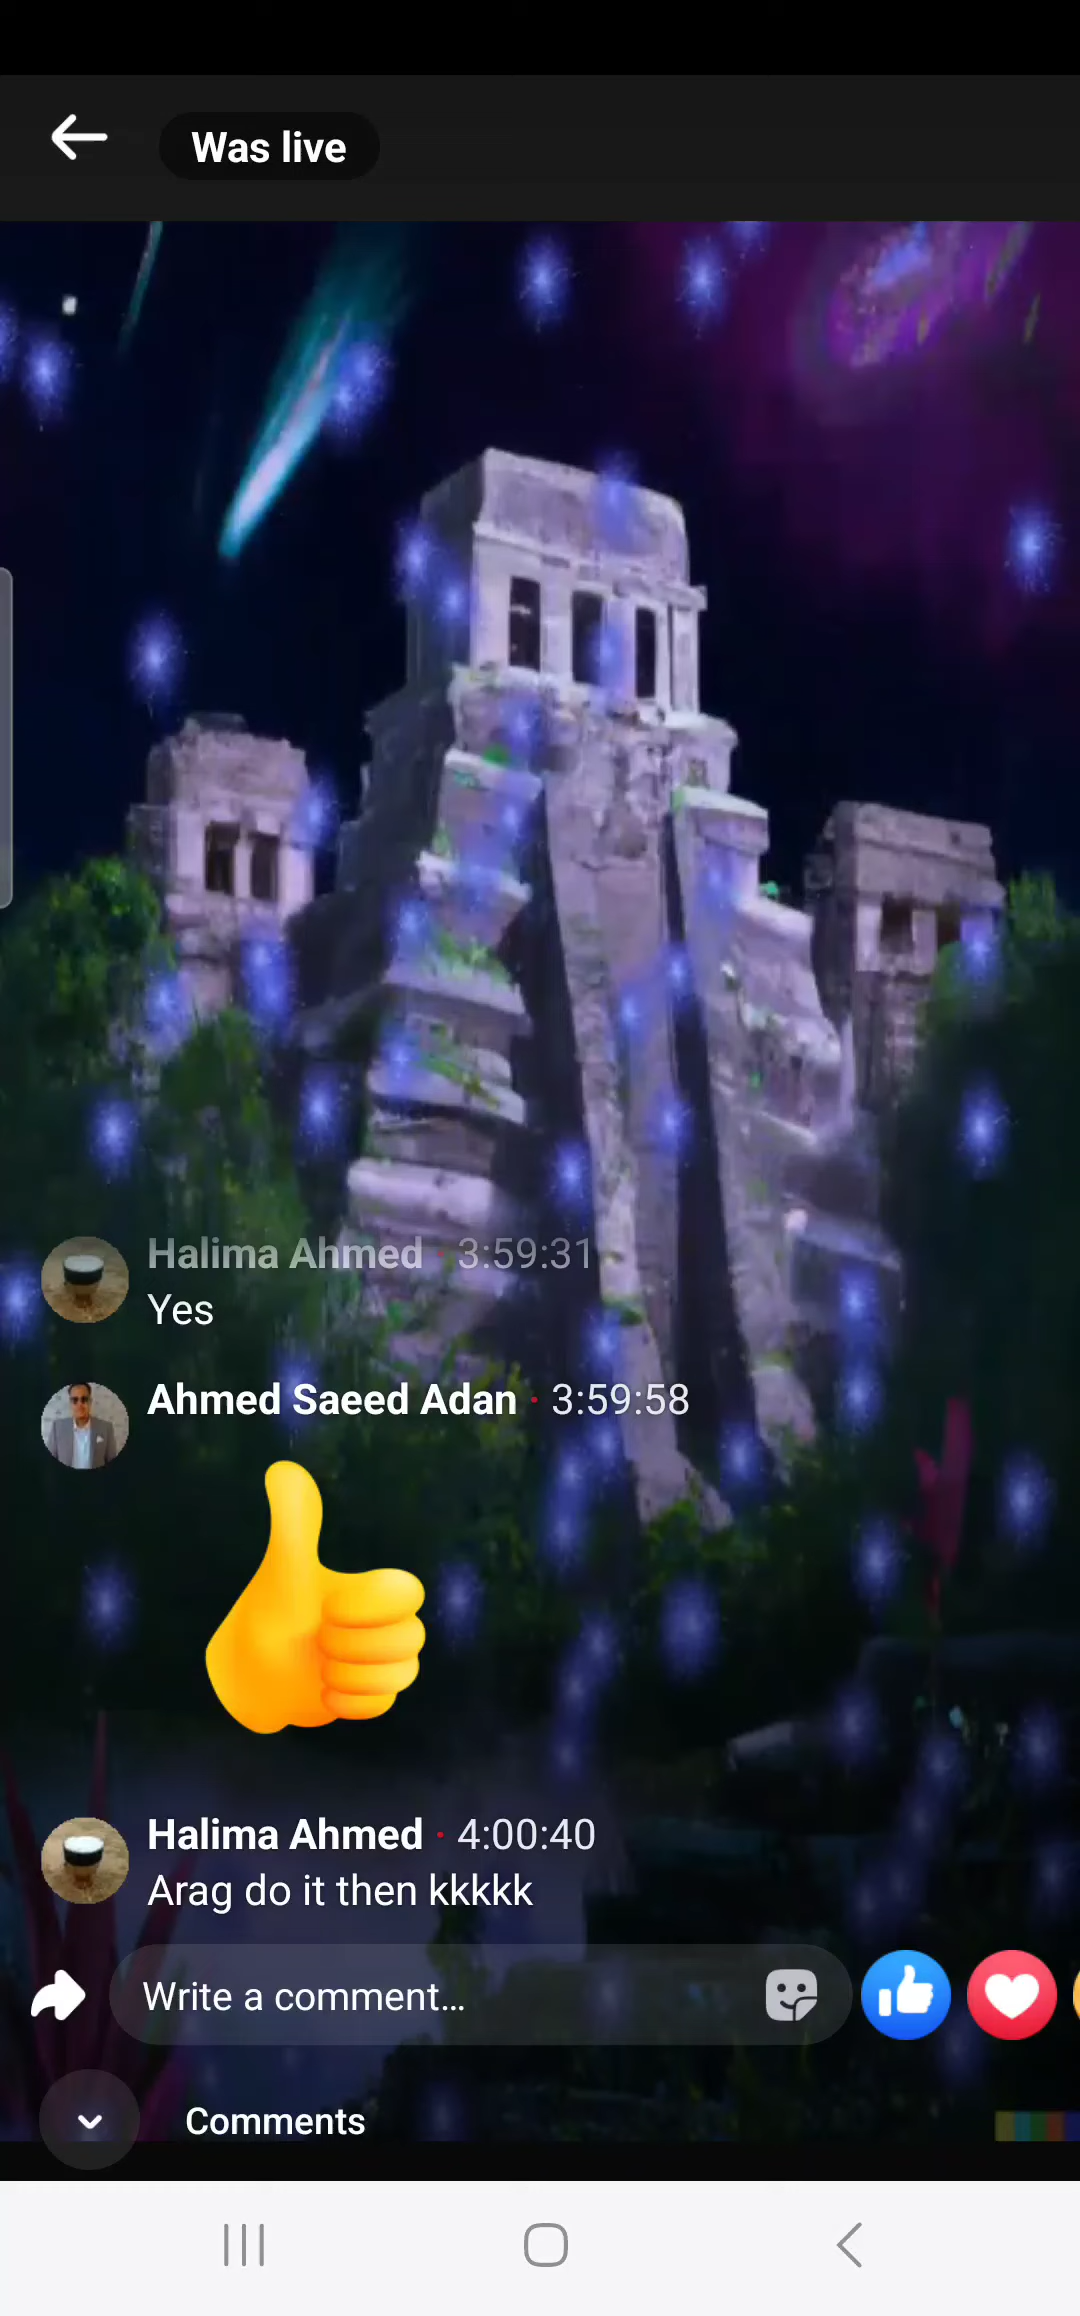 Was live
Halima Ahmed · 3:59:31
Yes
Ahmed Saeed Adan · 3:59:58
Halima Ahmed · 4:00:40
Arag do it then kkkkk
Write a comment...
Comments